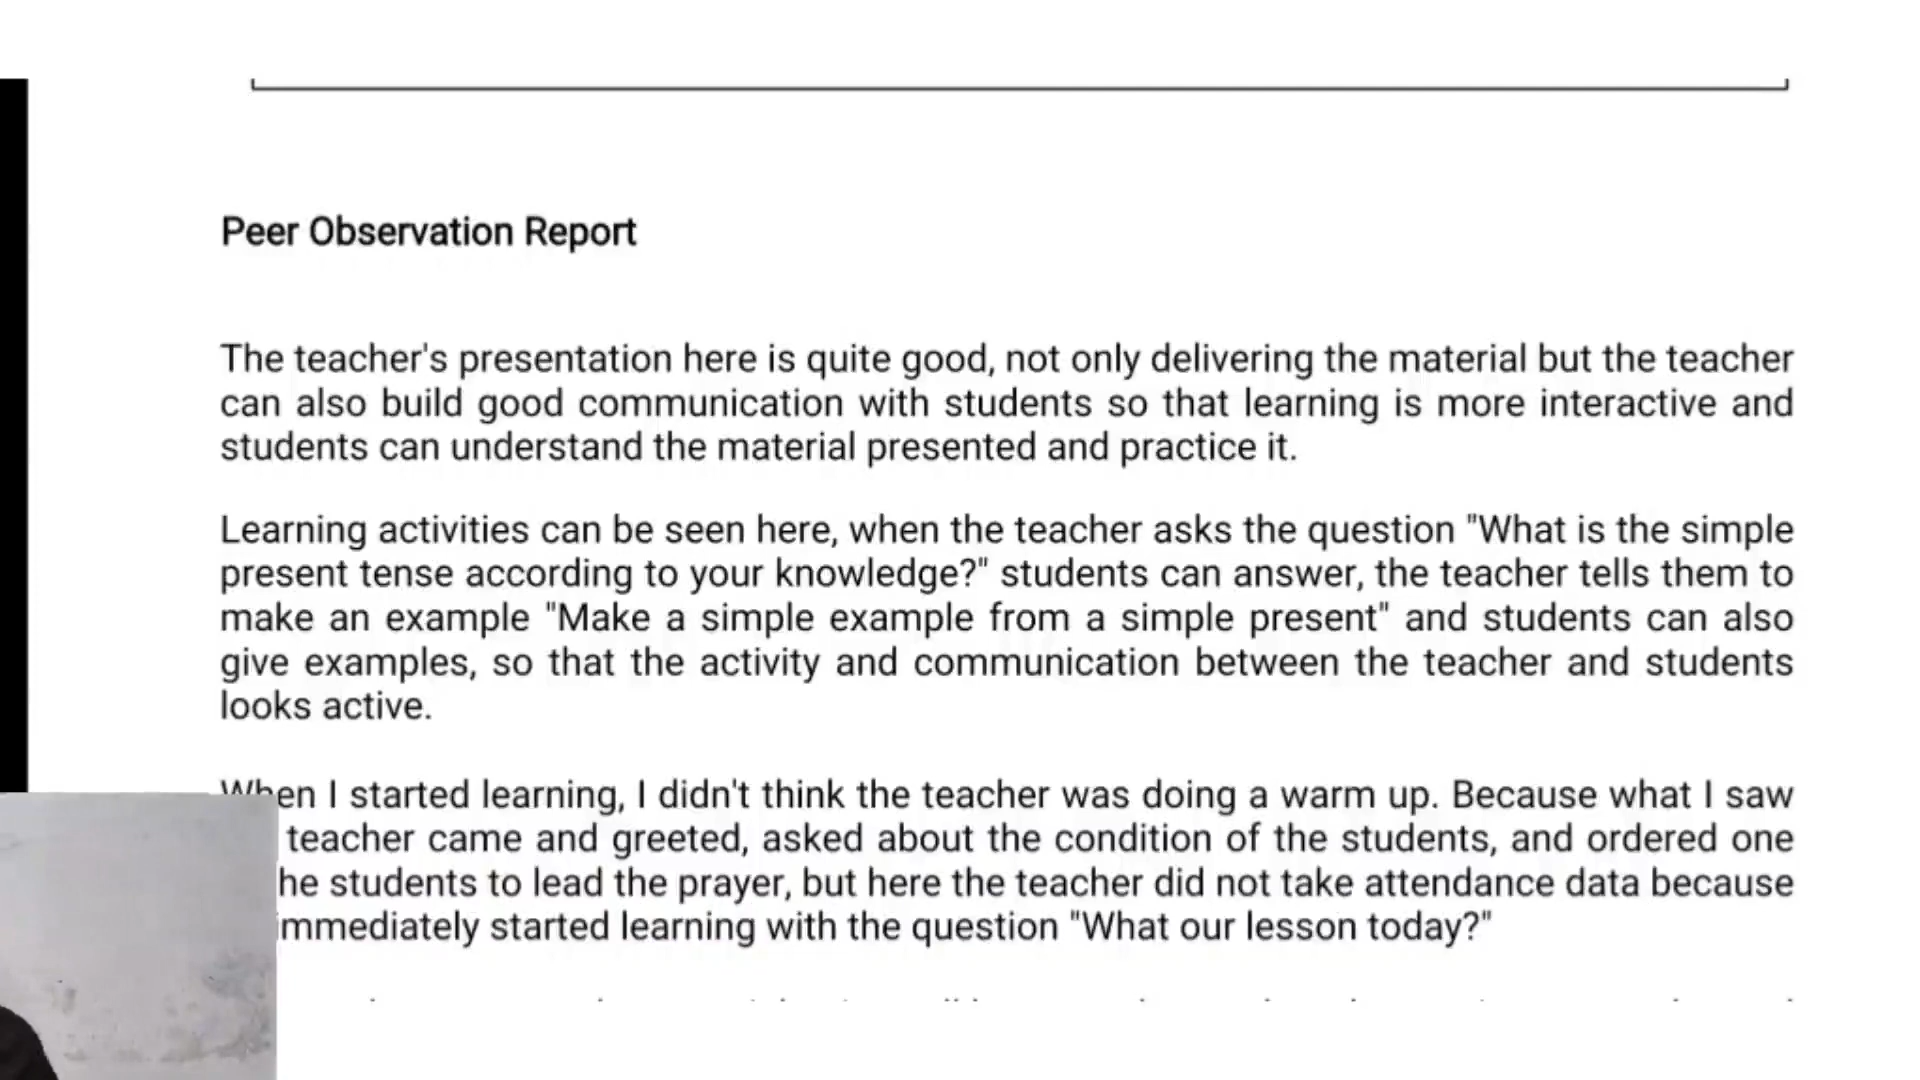 Peer Observation Report
The teacher's presentation here is quite good, not only delivering the material but the teacher
can also build good communication with students so that learning is more interactive and
students can understand the material presented and practice it.
Learning activities can be seen here, when the teacher asks the question "What is the simple
present tense according to your knowledge?" students can answer, the teacher tells them to
make an example "Make a simple example from a simple present" and students can also
give examples, so that the activity and communication between the teacher and students
looks active.
When I started learning, I didn't think the teacher was doing a warm up. Because what I saw
teacher came and greeted, asked about the condition of the students, and ordered one
he students to lead the prayer, but here the teacher did not take attendance data because
immediately started learning with the question "What our lesson today?"